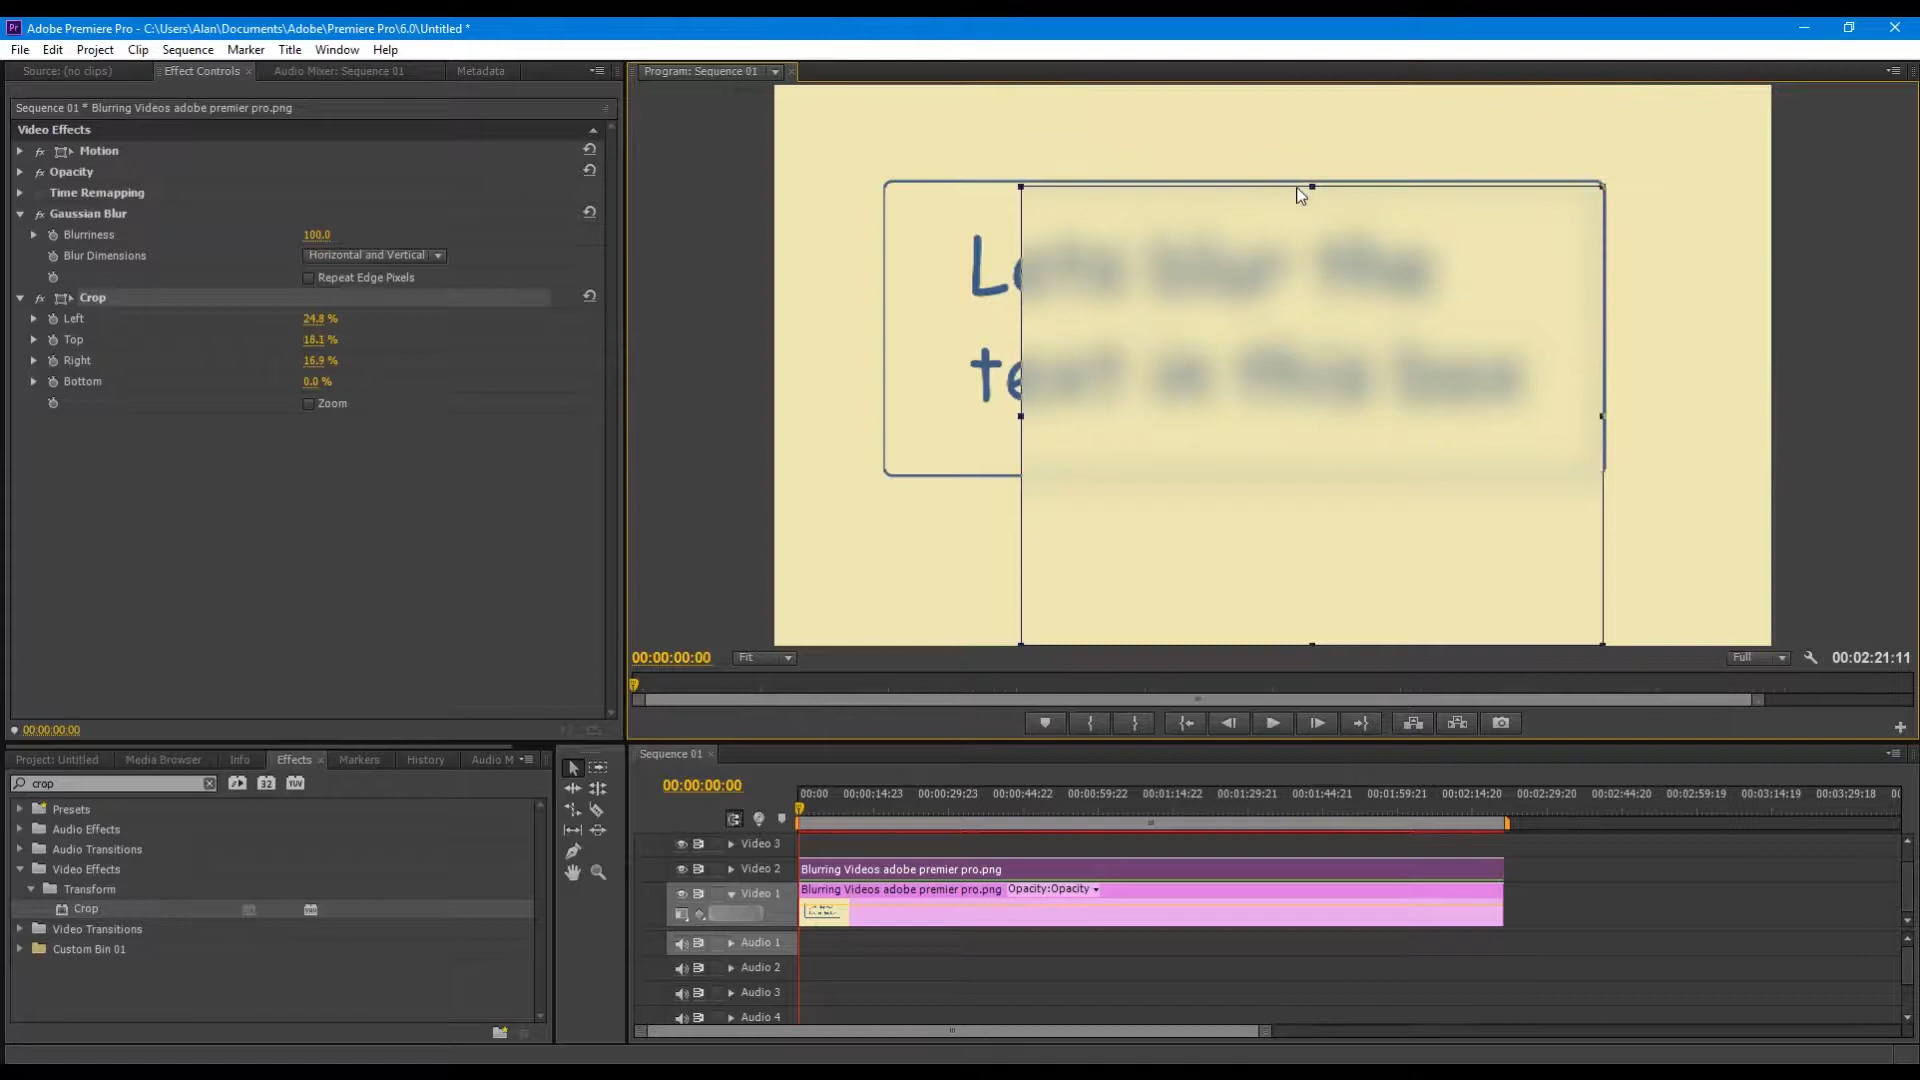 Adobe Premiere Pro - C:\Users\Alan\Documents\Adobe\Premiere Pro\6.0\Untitled *
File Edit Project Clip Sequence Marker Title Window Help
Source: (no clips) Effect Controls Audio Mixer: Sequence 01 Metadata
Program: Sequence 01
Sequence 01 * Blurring Videos adobe premier pro.png
Video Effects
Motion
Opacity
Time Remapping
Gaussian Blur
Blurriness 100.0
Blur Dimensions Horizontal and Vertical
Repeat Edge Pixels
Crop
Left 24.8 %
Top 18.1 %
Right 16.9 %
Bottom 0.0 %
Zoom
Lets blur the
text in this box
00:00:00:00 Fit Full 00:02:21:11
00:00:00:00
Project: Untitled Media Browser Info Effects Markers History Audio M
crop
32 YUV
Presets
Audio Effects
Audio Transitions
Video Effects
Transform
Crop
Video Transitions
Custom Bin 01
Sequence 01
00:00:00:00
00:00 00:00:14:23 00:00:29:23 00:00:44:22 00:00:59:22 00:01:14:22 00:01:29:21 00:01:44:21 00:01:59:21 00:02:14:20 00:02:29:20 00:02:44:20 00:02:59:19 00:03:14:19 00:03:29:18
Video 3
Video 2 Blurring Videos adobe premier pro.png
Video 1 Blurring Videos adobe premier pro.png Opacity:Opacity
Audio 1
Audio 2
Audio 3
Audio 4